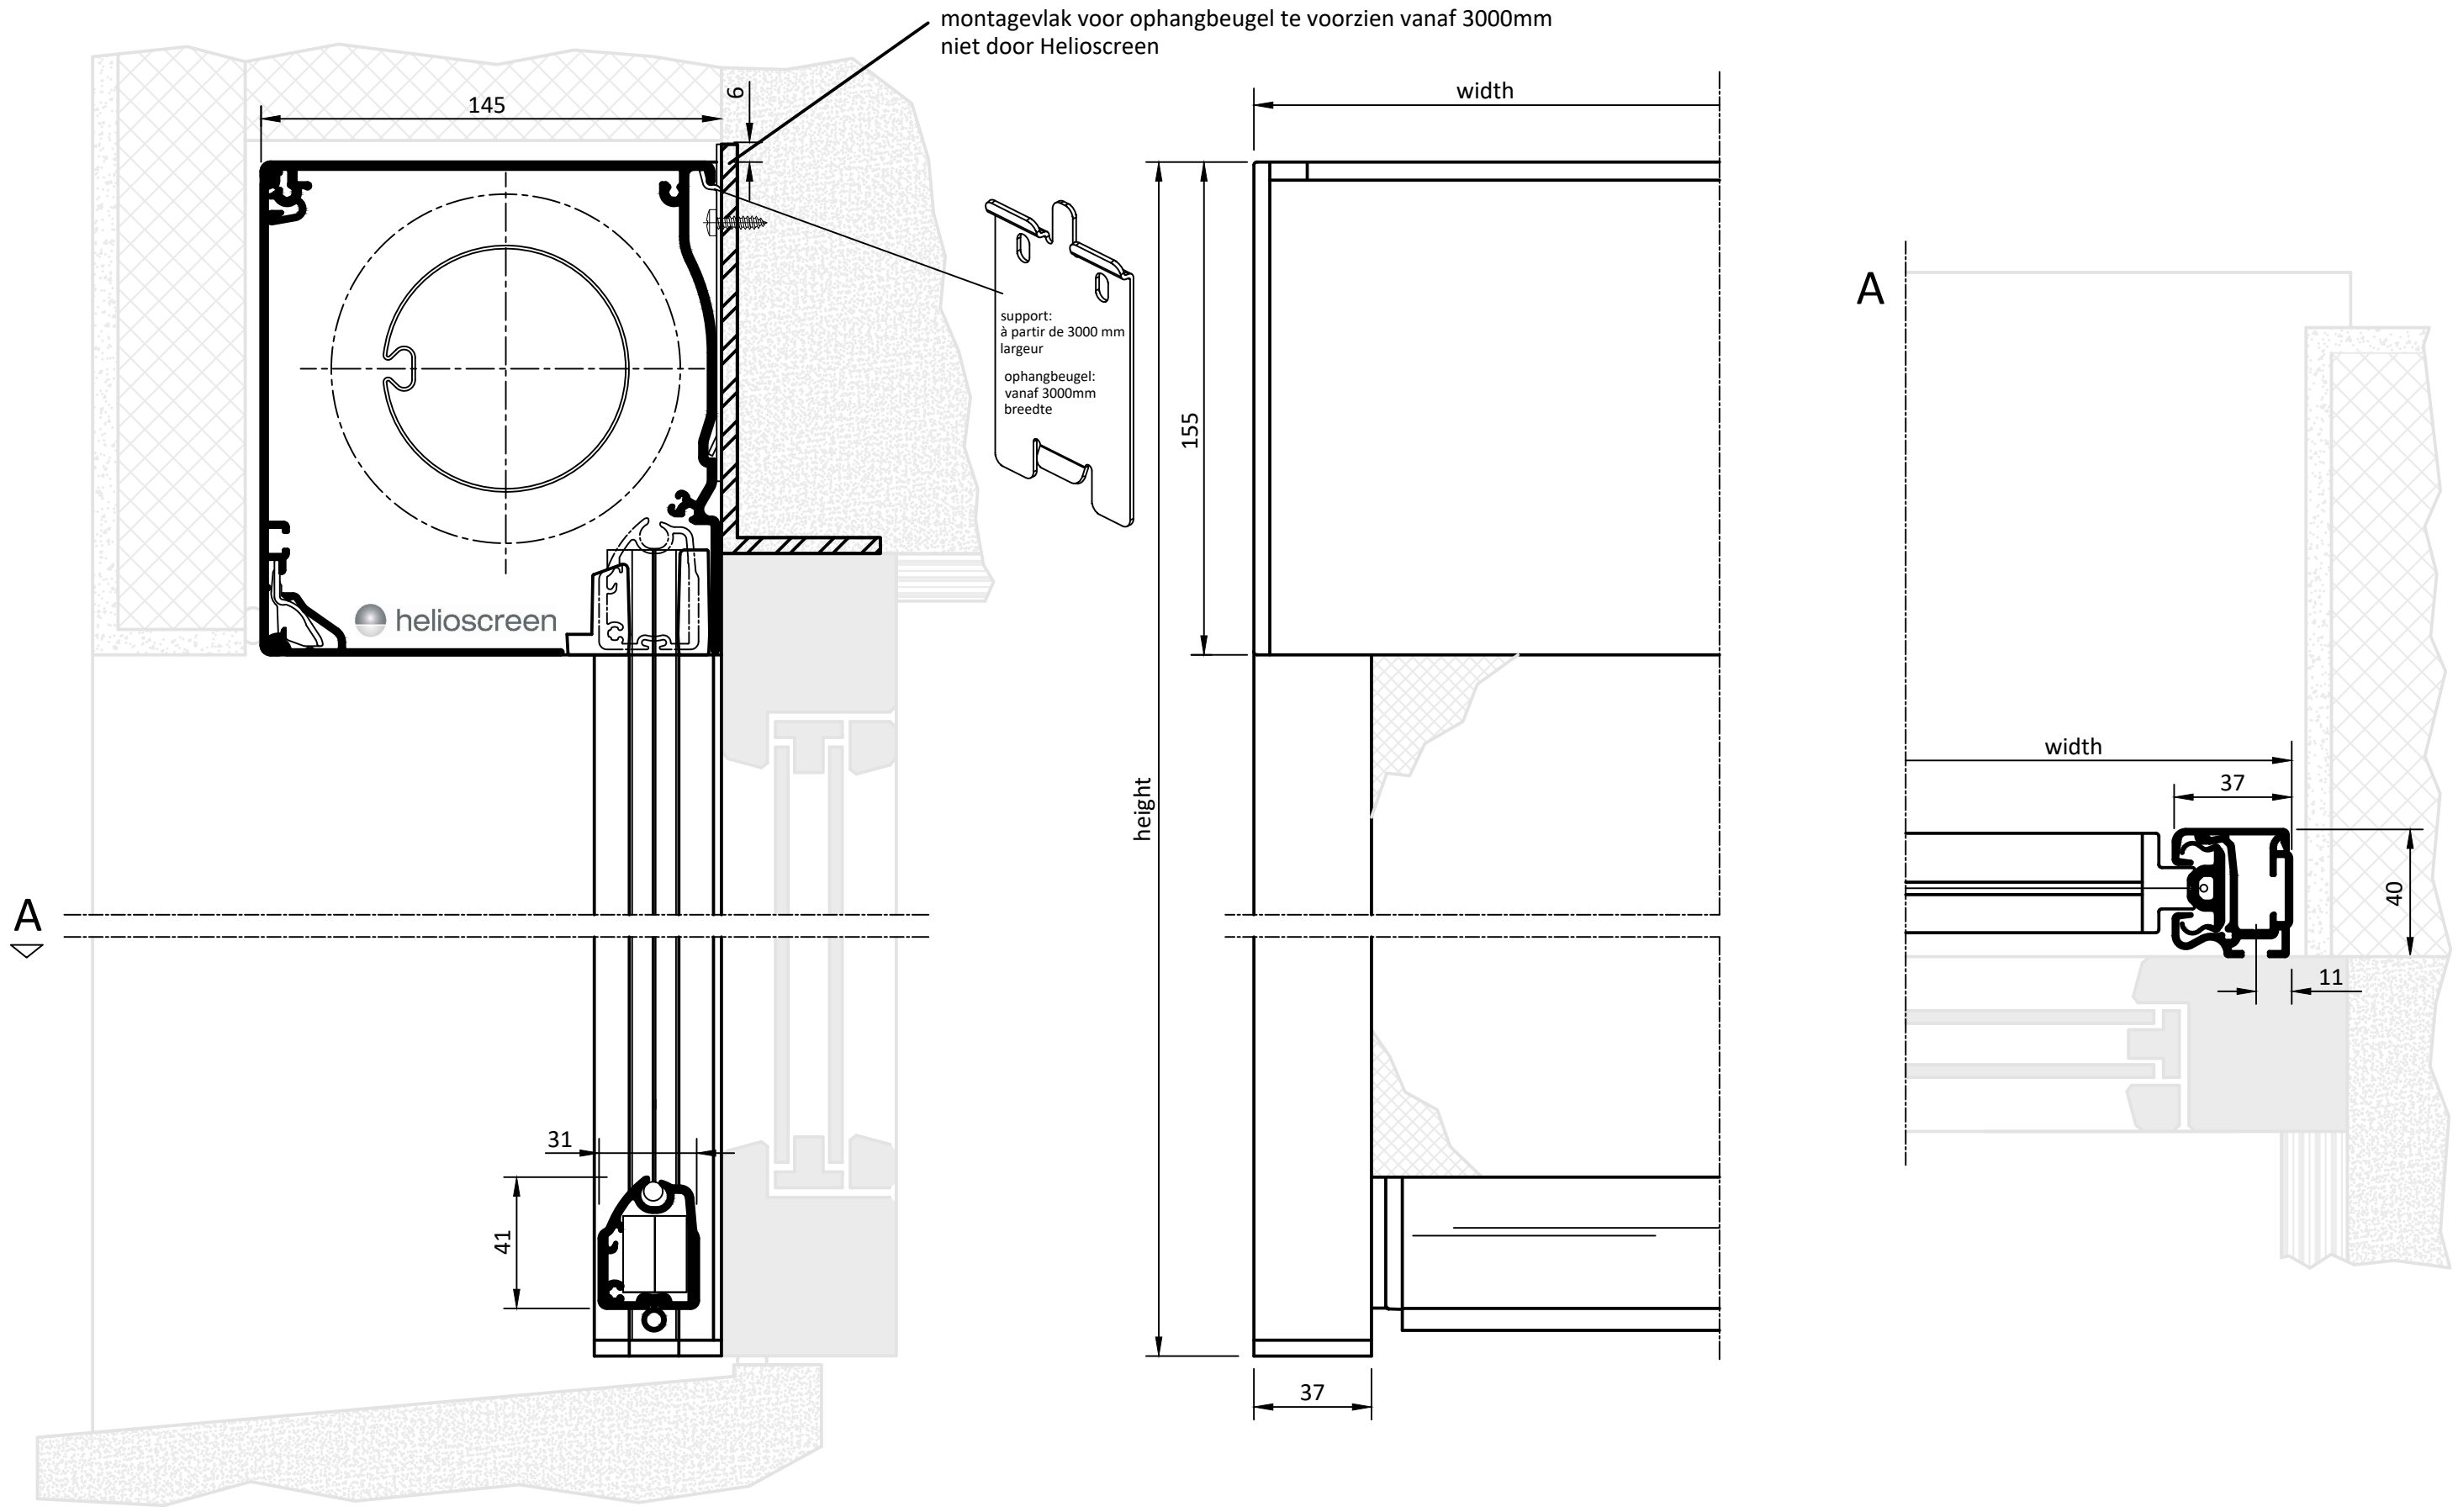 montagevlak voor ophangbeugel te voorzien vanaf 3000mm
niet door Helioscreen
145
6
width
support:
à partir de 3000 mm
largeur
ophangbeugel:
vanaf 3000mm
breedte
155
helioscreen
height
A
31
41
37
A
width
37
40
11